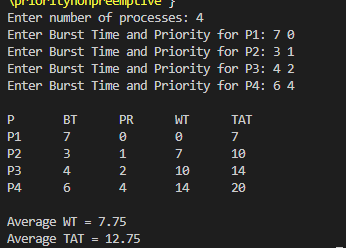 \prioritynonpreemptive }
Enter number of processes: 4
Enter Burst Time and Priority for P1: 7 0
Enter Burst Time and Priority for P2: 3 1
Enter Burst Time and Priority for P3: 4 2
Enter Burst Time and Priority for P4: 6 4
P BT PR WT TAT
P1 7 0 0 7
P2 3 1 7 10
P3 4 2 10 14
P4 6 4 14 20
Average WT = 7.75
Average TAT = 12.75